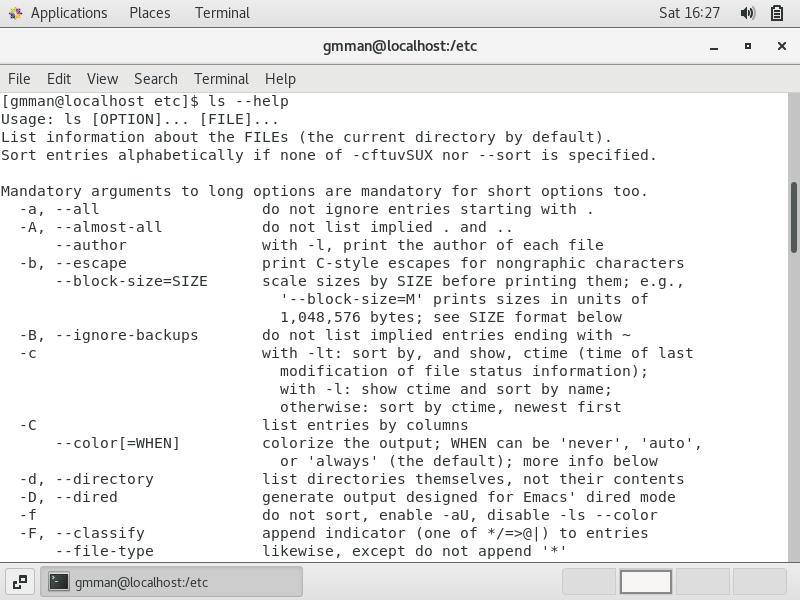 Applications Places Terminal Sat 16:27
gmman@localhost:/etc
File Edit View Search Terminal Help
[gmman@localhost etc]$ ls --help
Usage: ls [OPTION]... [FILE]...
List information about the FILEs (the current directory by default).
Sort entries alphabetically if none of -cftuvSUX nor --sort is specified.

Mandatory arguments to long options are mandatory for short options too.
  -a, --all                  do not ignore entries starting with .
  -A, --almost-all           do not list implied . and ..
      --author               with -l, print the author of each file
  -b, --escape               print C-style escapes for nongraphic characters
      --block-size=SIZE      scale sizes by SIZE before printing them; e.g.,
                               '--block-size=M' prints sizes in units of
                               1,048,576 bytes; see SIZE format below
  -B, --ignore-backups       do not list implied entries ending with ~
  -c                         with -lt: sort by, and show, ctime (time of last
                               modification of file status information);
                               with -l: show ctime and sort by name;
                               otherwise: sort by ctime, newest first
  -C                         list entries by columns
      --color[=WHEN]         colorize the output; WHEN can be 'never', 'auto',
                               or 'always' (the default); more info below
  -d, --directory            list directories themselves, not their contents
  -D, --dired                generate output designed for Emacs' dired mode
  -f                         do not sort, enable -aU, disable -ls --color
  -F, --classify             append indicator (one of */=>@|) to entries
      --file-type            likewise, except do not append '*'
gmman@localhost:/etc